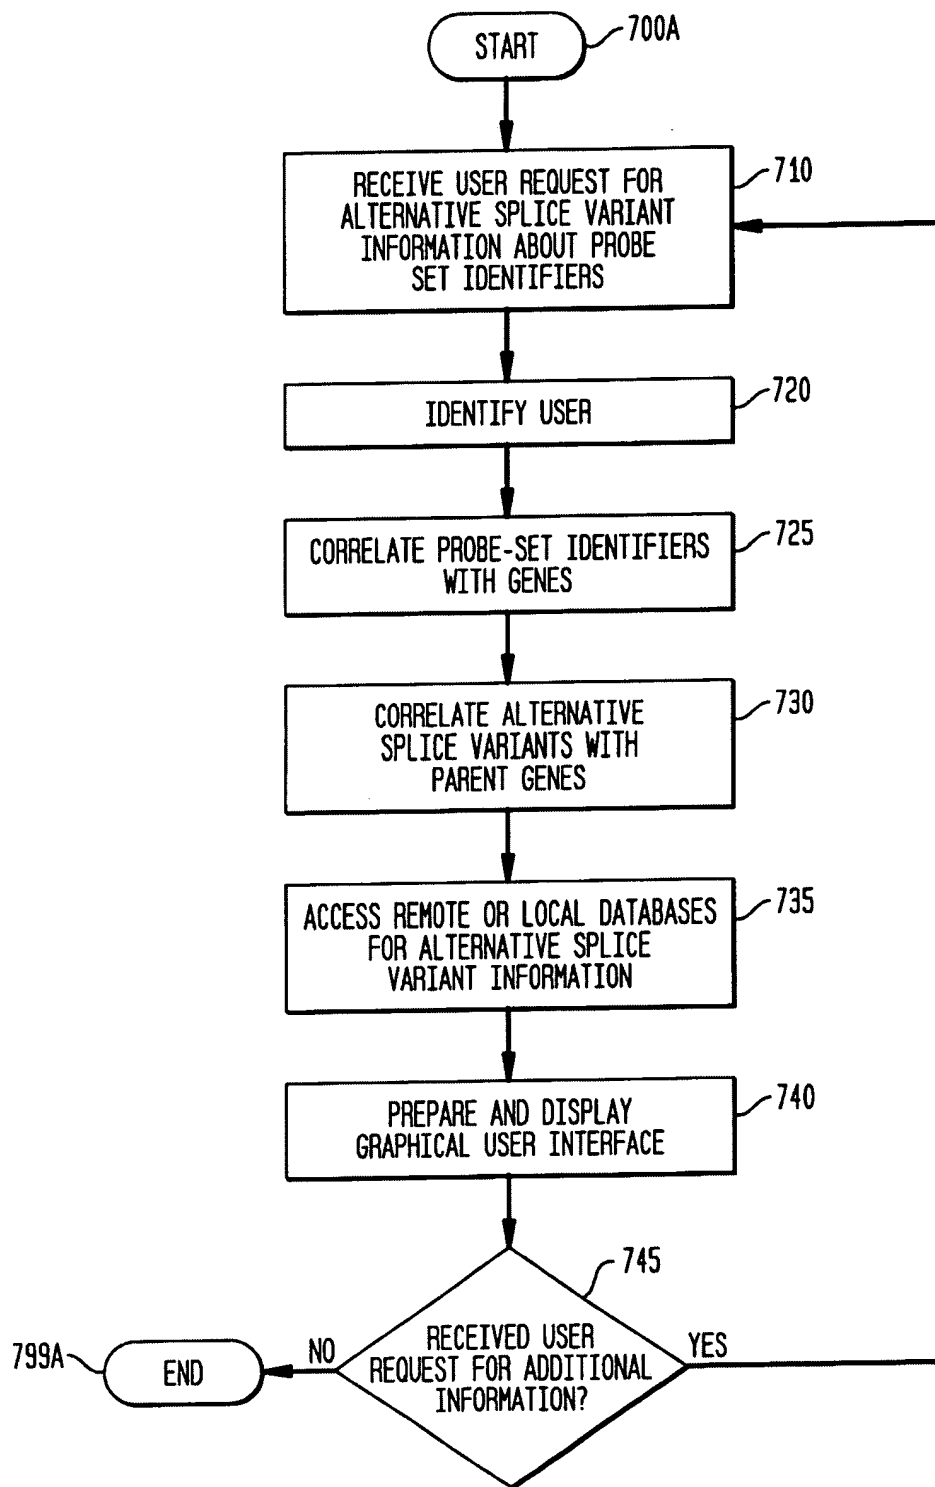 START
700A
RECEIVE USER REQUEST FOR
ALTERNATIVE SPLICE VARIANT
INFORMATION ABOUT PROBE
SET IDENTIFIERS
710
IDENTIFY USER
720
CORRELATE PROBE-SET IDENTIFIERS
WITH GENES
725
CORRELATE ALTERNATIVE
SPLICE VARIANTS WITH
PARENT GENES
730
ACCESS REMOTE OR LOCAL DATABASES
FOR ALTERNATIVE SPLICE
VARIANT INFORMATION
735
PREPARE AND DISPLAY
GRAPHICAL USER INTERFACE
740
745
RECEIVED USER
REQUEST FOR ADDITIONAL
INFORMATION?
YES
NO
END
799A